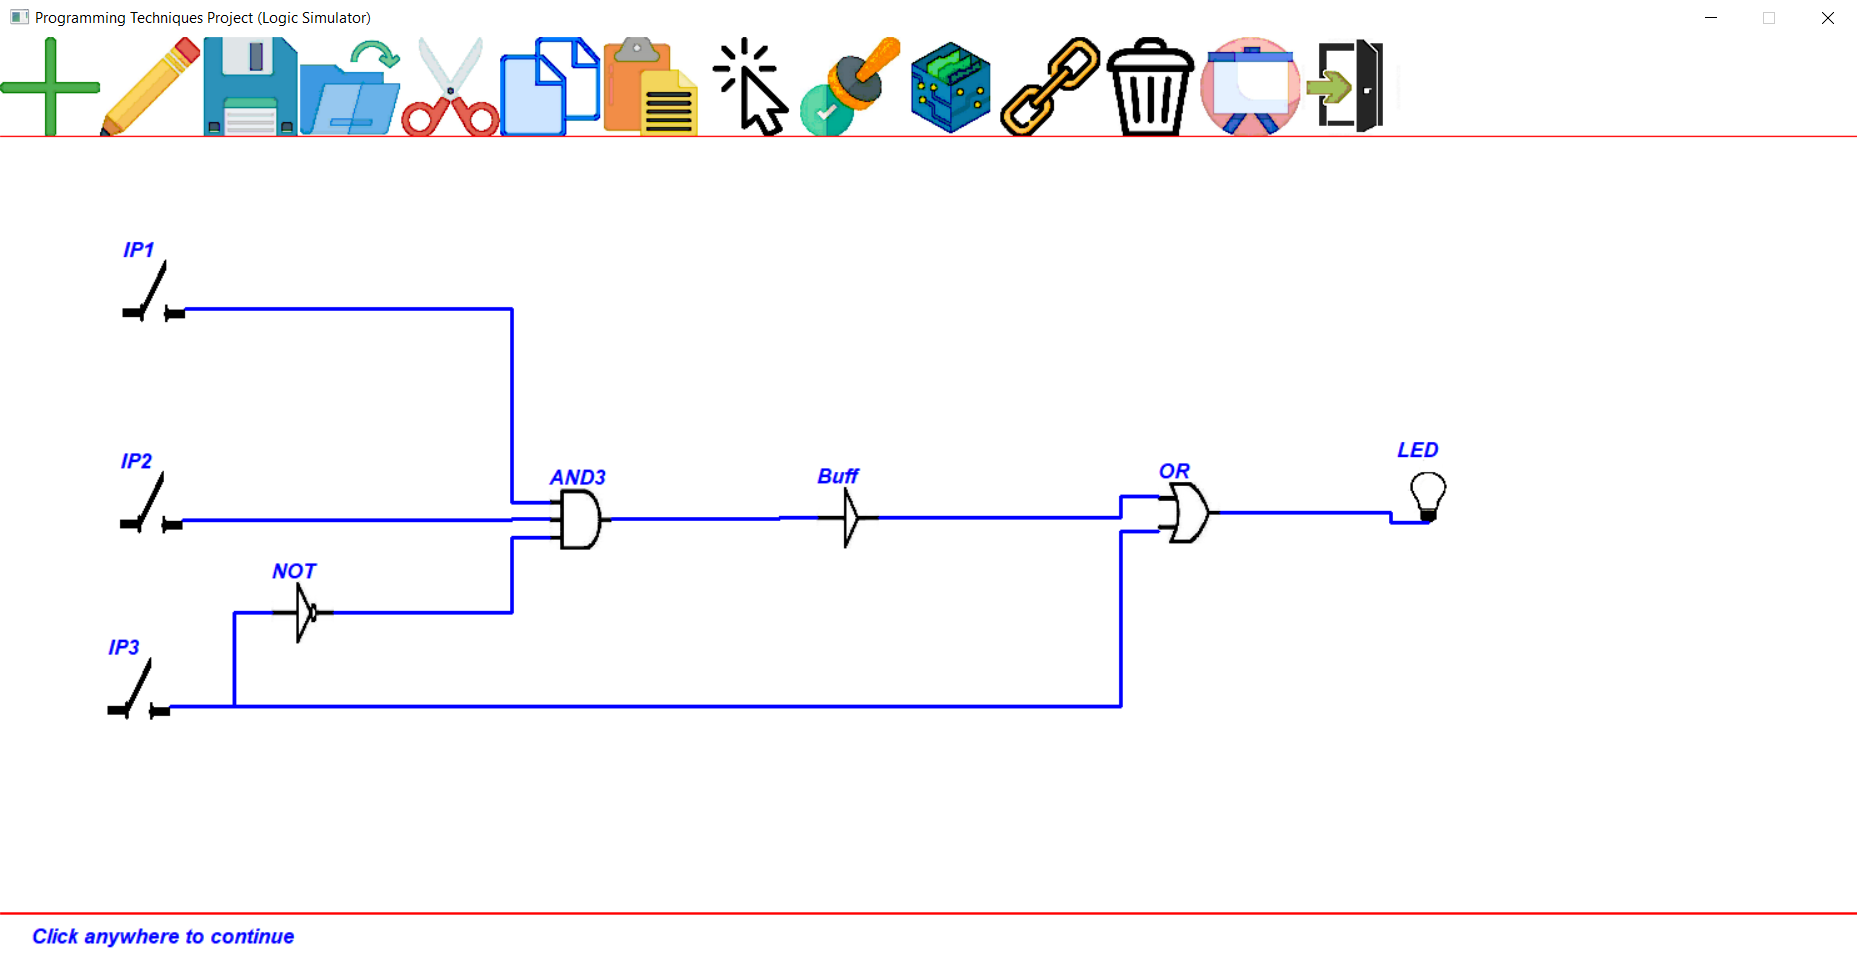 Programming Techniques Project (Logic Simulator)
IP1
IP2
AND3
Buff
OR
LED
NOT
IP3
Click anywhere to continue